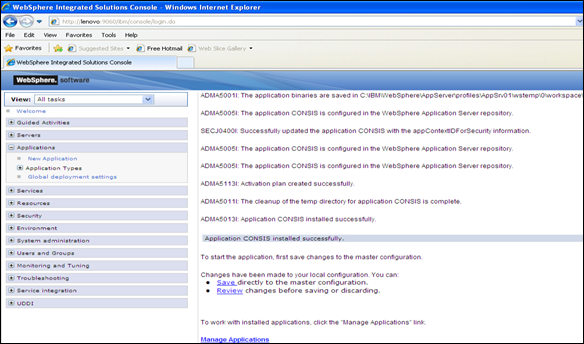 WebSphere Integrated Solutions Console - Windows Internet Explorer
http://lenovo:9060/ibm/console/login.do
File Edit View Favorites Tools Help
Favorites Suggested Sites Free Hotmail Web Slice Gallery
WebSphere Integrated Solutions Console
WebSphere. software
View: All tasks
Welcome
Guided Activities
Servers
Applications
New Application
Application Types
Global deployment settings
Services
Resources
Security
Environment
System administration
Users and Groups
Monitoring and Tuning
Troubleshooting
Service integration
UDDI
ADMA5001I: The application binaries are saved in C:\IBM\WebSphere\AppServer\profiles\AppSrv01\wstemp\0\workspace\
ADMA5005I: The application CONSIS is configured in the WebSphere Application Server repository.
SECJ0400I: Successfully updated the application CONSIS with the appContextIDForSecurity information.
ADMA5005I: The application CONSIS is configured in the WebSphere Application Server repository.
ADMA5005I: The application CONSIS is configured in the WebSphere Application Server repository.
ADMA5113I: Activation plan created successfully.
ADMA5011I: The cleanup of the temp directory for application CONSIS is complete.
ADMA5013I: Application CONSIS installed successfully.
Application CONSIS installed successfully.
To start the application, first save changes to the master configuration.
Changes have been made to your local configuration. You can:
Save directly to the master configuration.
Review changes before saving or discarding.
To work with installed applications, click the "Manage Applications" link.
Manage Applications